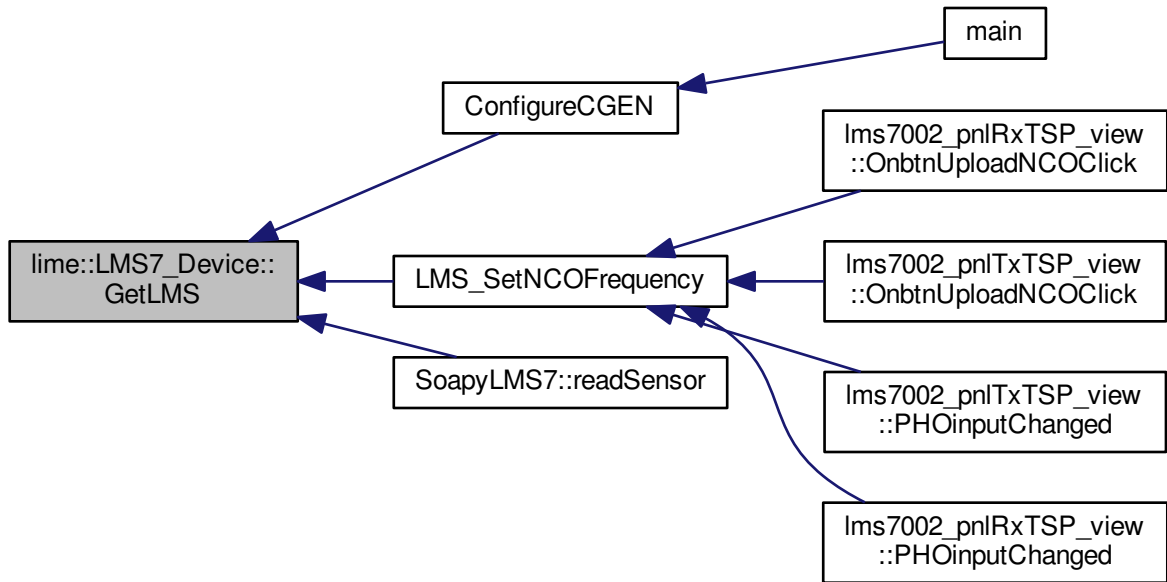 main
ConfigureCGEN
lms7002_pnlRxTSP_view
::OnbtnUploadNCOClick
lime::LMS7_Device::
GetLMS
LMS_SetNCOFrequency
lms7002_pnlTxTSP_view
::OnbtnUploadNCOClick
SoapyLMS7::readSensor
lms7002_pnlTxTSP_view
::PHOinputChanged
lms7002_pnlRxTSP_view
::PHOinputChanged